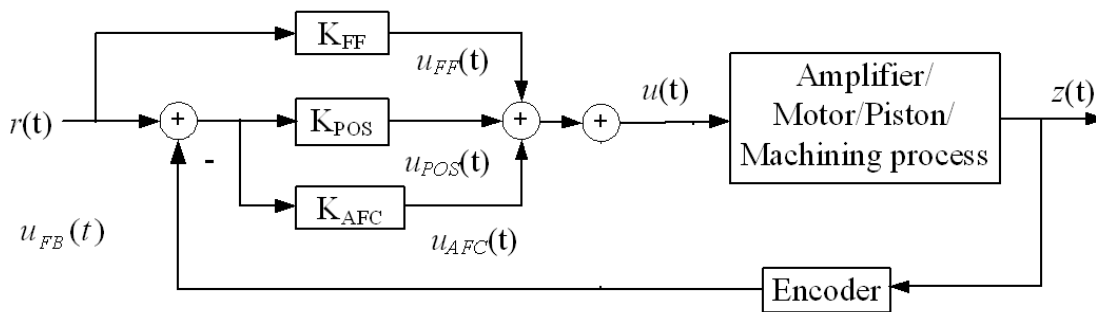 K_FF
u_FF(t)
r(t)
+
-
K_POS
u_POS(t)
K_AFC
u_AFC(t)
+
+
u(t)
Amplifier/
Motor/Piston/
Machining process
z(t)
u_FB(t)
Encoder